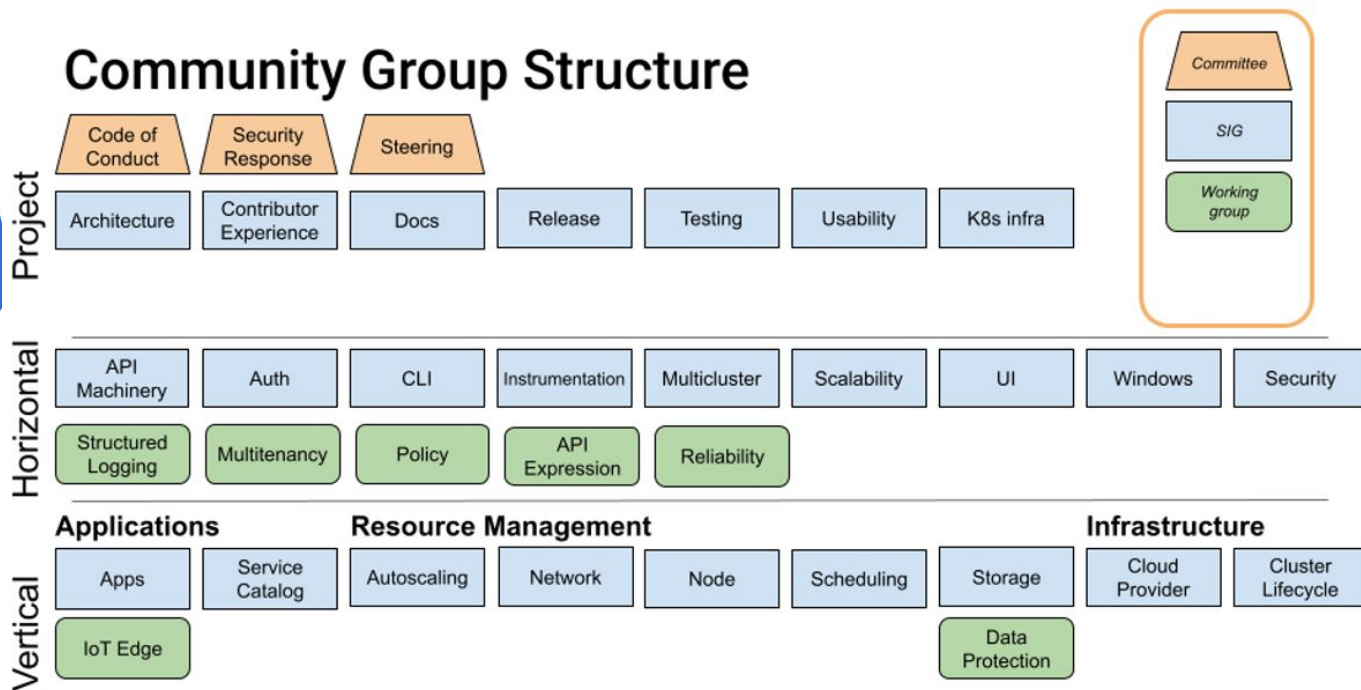 Community Group Structure
Committee
SIG
Working
group
Project
Code of
Conduct
Security
Response
Steering
Architecture
Contributor
Experience
Docs
Release
Testing
Usability
K8s infra
Horizontal
API
Machinery
Auth
CLI
Instrumentation
Multicluster
Scalability
UI
Windows
Security
Structured
Logging
Multitenancy
Policy
API
Expression
Reliability
Vertical
Applications
Resource Management
Infrastructure
Apps
Service
Catalog
Autoscaling
Network
Node
Scheduling
Storage
Cloud
Provider
Cluster
Lifecycle
IoT Edge
Data
Protection